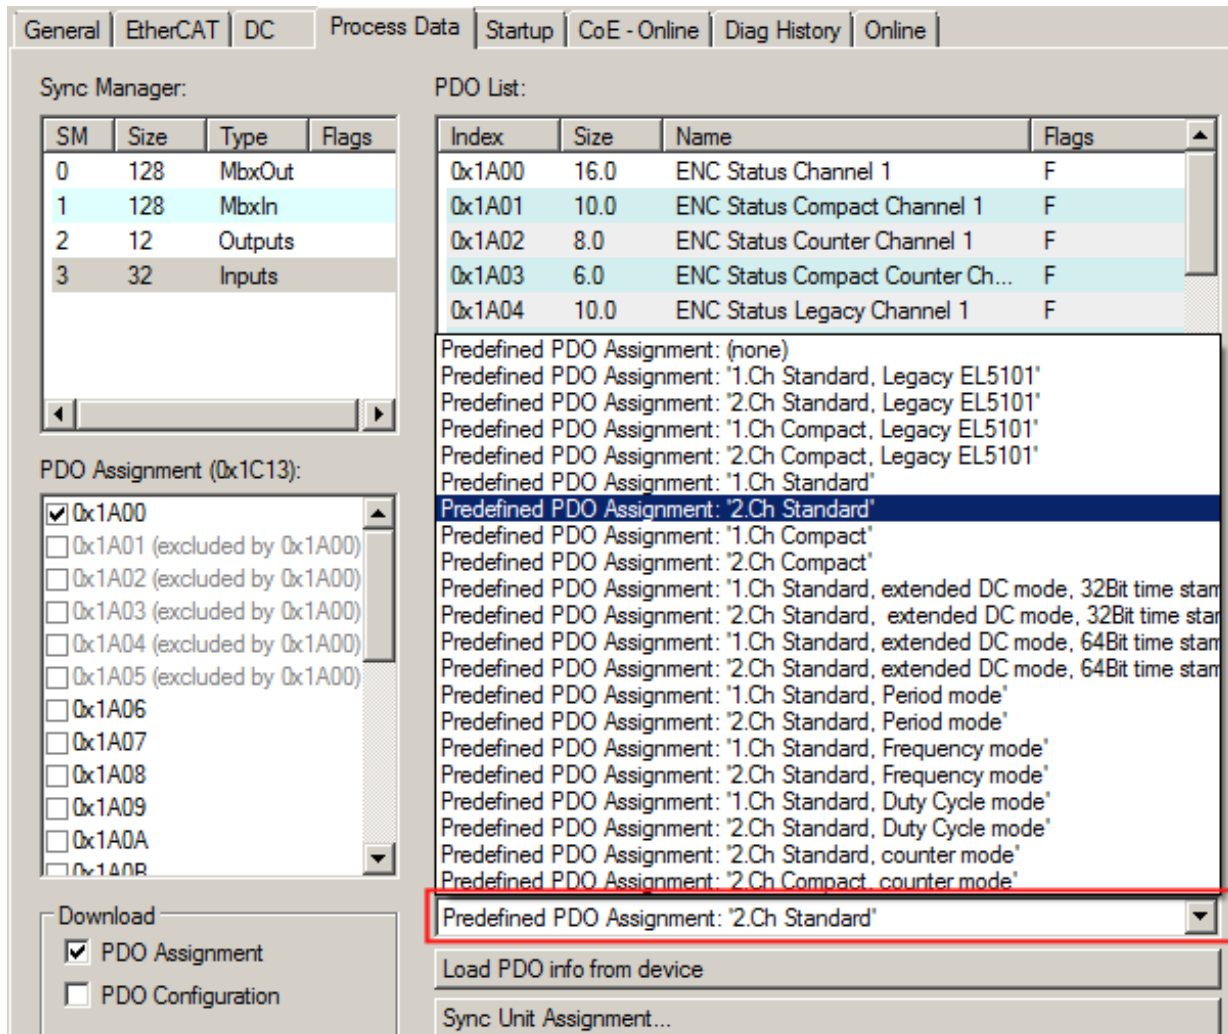 General EtherCAT DC Process Data Startup CoE - Online Diag History Online
Sync Manager:
SM Size Type Flags
0 128 MbxOut
1 128 MbxIn
2 12 Outputs
3 32 Inputs
PDO List:
Index Size Name Flags
0x1A00 16.0 ENC Status Channel 1 F
0x1A01 10.0 ENC Status Compact Channel 1 F
0x1A02 8.0 ENC Status Counter Channel 1 F
0x1A03 6.0 ENC Status Compact Counter Ch... F
0x1A04 10.0 ENC Status Legacy Channel 1 F
Predefined PDO Assignment: (none)
Predefined PDO Assignment: '1.Ch Standard, Legacy EL5101'
Predefined PDO Assignment: '2.Ch Standard, Legacy EL5101'
Predefined PDO Assignment: '1.Ch Compact, Legacy EL5101'
Predefined PDO Assignment: '2.Ch Compact, Legacy EL5101'
Predefined PDO Assignment: '1.Ch Standard'
Predefined PDO Assignment: '2.Ch Standard'
Predefined PDO Assignment: '1.Ch Compact'
Predefined PDO Assignment: '2.Ch Compact'
Predefined PDO Assignment: '1.Ch Standard, extended DC mode, 32Bit time stam
Predefined PDO Assignment: '2.Ch Standard,  extended DC mode, 32Bit time star
Predefined PDO Assignment: '1.Ch Standard, extended DC mode, 64Bit time stam
Predefined PDO Assignment: '2.Ch Standard, extended DC mode, 64Bit time stam
Predefined PDO Assignment: '1.Ch Standard, Period mode'
Predefined PDO Assignment: '2.Ch Standard, Period mode'
Predefined PDO Assignment: '1.Ch Standard, Frequency mode'
Predefined PDO Assignment: '2.Ch Standard, Frequency mode'
Predefined PDO Assignment: '1.Ch Standard, Duty Cycle mode'
Predefined PDO Assignment: '2.Ch Standard, Duty Cycle mode'
Predefined PDO Assignment: '2.Ch Standard, counter mode'
Predefined PDO Assignment: '2.Ch Compact, counter mode'
Predefined PDO Assignment: '2.Ch Standard'
Load PDO info from device
Sync Unit Assignment...
PDO Assignment (0x1C13):
0x1A00
0x1A01 (excluded by 0x1A00)
0x1A02 (excluded by 0x1A00)
0x1A03 (excluded by 0x1A00)
0x1A04 (excluded by 0x1A00)
0x1A05 (excluded by 0x1A00)
0x1A06
0x1A07
0x1A08
0x1A09
0x1A0A
0x1A0B
Download
PDO Assignment
PDO Configuration